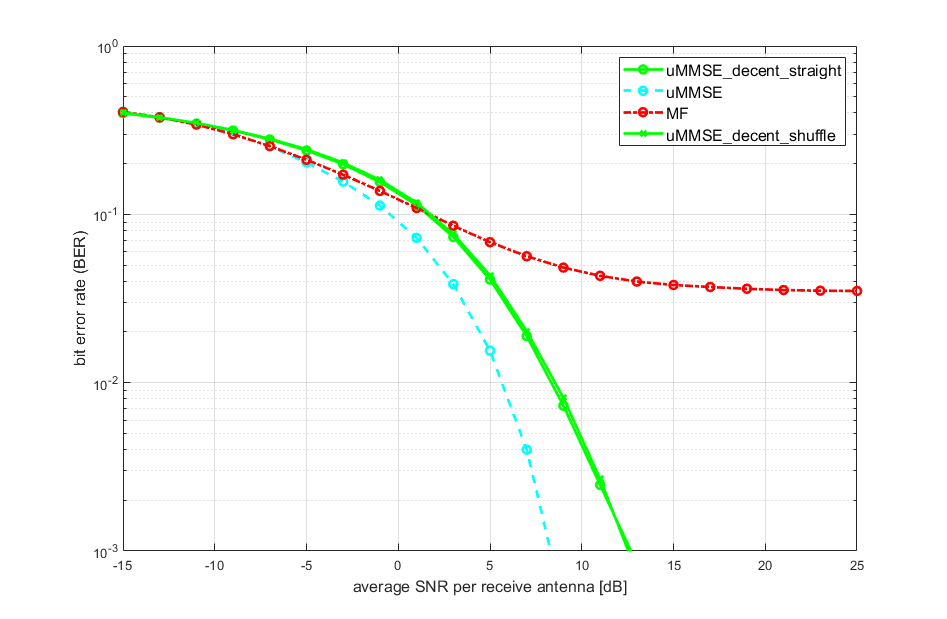 10^0
uMMSE_decent_straight
uMMSE
MF
uMMSE_decent_shuffle
10^-1
bit error rate (BER)
10^-2
10^-3
-15 -10 -5 0 5 10 15 20 25
average SNR per receive antenna [dB]